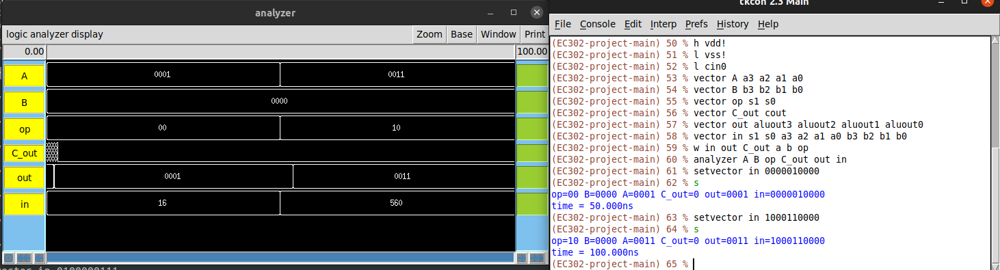 analyzer
logic analyzer display
Zoom Base Window Print
0.00 100.00
A 0001 0011
B 0000
op 00 10
C_out
out 0001 0011
in 16 560
tkcon 2.3 Main
File Console Edit Interp Prefs History Help
(EC302-project-main) 50 % h vdd!
(EC302-project-main) 51 % l vss!
(EC302-project-main) 52 % l cin0
(EC302-project-main) 53 % vector A a3 a2 a1 a0
(EC302-project-main) 54 % vector B b3 b2 b1 b0
(EC302-project-main) 55 % vector op s1 s0
(EC302-project-main) 56 % vector C_out cout
(EC302-project-main) 57 % vector out aluout3 aluout2 aluout1 aluout0
(EC302-project-main) 58 % vector in s1 s0 a3 a2 a1 a0 b3 b2 b1 b0
(EC302-project-main) 59 % w in out C_out a b op
(EC302-project-main) 60 % analyzer A B op C_out out in
(EC302-project-main) 61 % setvector in 0000010000
(EC302-project-main) 62 % s
op=00 B=0000 A=0001 C_out=0 out=0001 in=0000010000
time = 50.000ns
(EC302-project-main) 63 % setvector in 1000110000
(EC302-project-main) 64 % s
op=10 B=0000 A=0011 C_out=0 out=0011 in=1000110000
time = 100.000ns
(EC302-project-main) 65 %